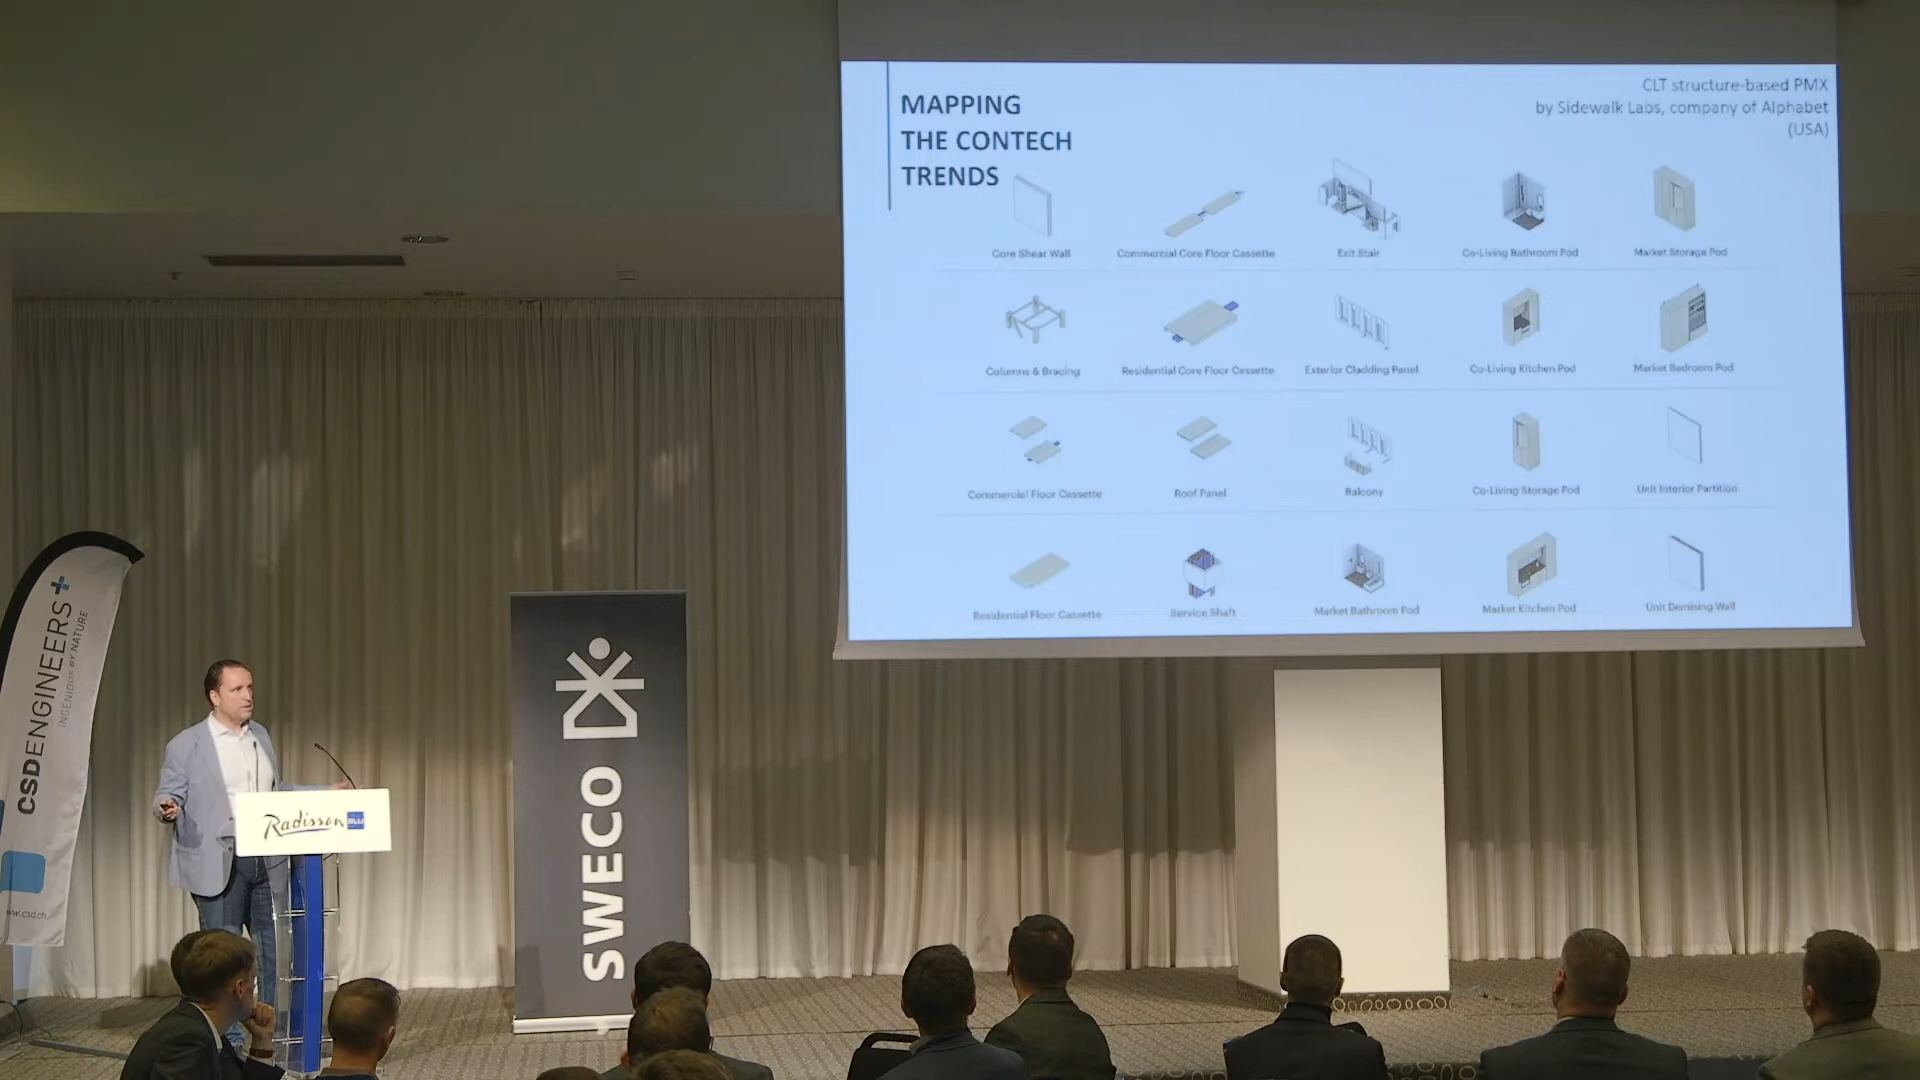 MAPPING
THE CONTECH
TRENDS
CLT structure-based PMX
by Sidewalk Labs, company of Alphabet
(USA)
Core Shear Wall
Commercial Core Floor Cassette
Exit Stair
Co-Living Bathroom Pod
Market Storage Pod
Columns & Bracing
Residential Core Floor Cassette
Exterior Cladding Panel
Co-Living Kitchen Pod
Market Bedroom Pod
Commercial Floor Cassette
Roof Panel
Balcony
Co-Living Storage Pod
Unit Interior Partition
Residential Floor Cassette
Service Shaft
Market Bathroom Pod
Market Kitchen Pod
Unit Demising Wall
CSDENGINEERS+
INGENIOUS BY NATURE
www.csd.ch
Radisson BLU
SWECO